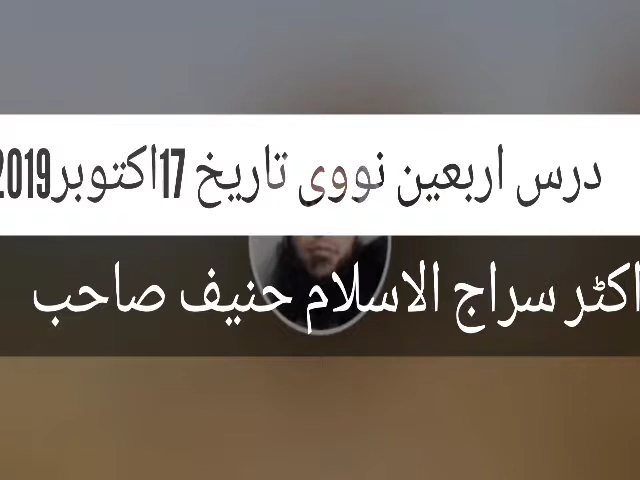 درس اربعین نووی تاریخ 17اکتوبر2019
اکٹر سراج الاسلام حنیف صاحب